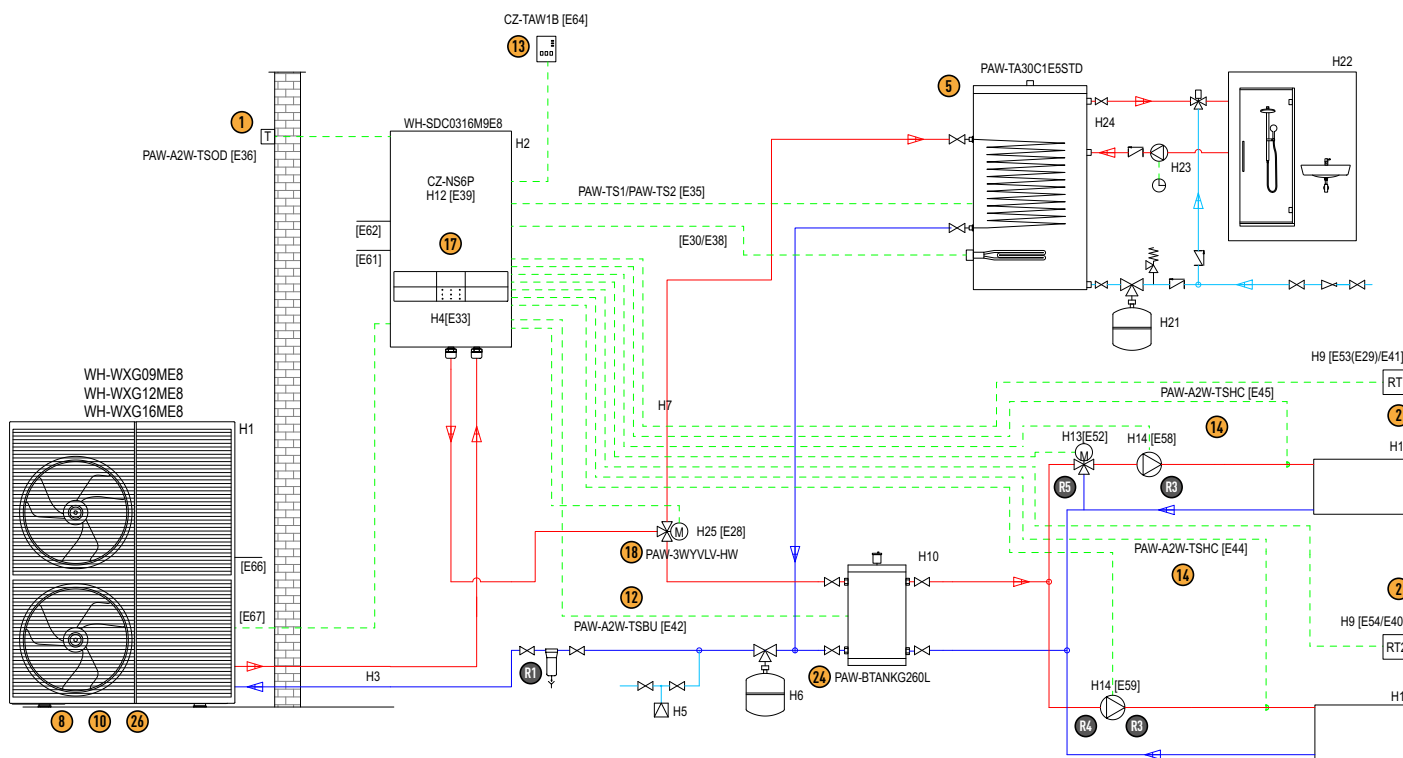 CZ-TAW1B [E64]
13
PAW-TA30C1E5STD
5
H22
H24
H23
1
T
PAW-A2W-TSOD [E36]
WH-SDC0316M9E8
H2
CZ-NS6P
H12 [E39]
PAW-TS1/PAW-TS2 [E35]
[E62]
[E30/E38]
17
[E61]
H4[E33]
H21
H9 [E53(E29)/E41]
RT
2
WH-WXG09ME8
WH-WXG12ME8
WH-WXG16ME8
H1
H7
PAW-A2W-TSHC [E45]
14
H13[E52]
M
H14 [E58]
H1
R5
R3
M
H25 [E28]
18
PAW-3WYVLV-HW
H10
PAW-A2W-TSHC [E44]
14
[E66]
12
2
[E67]
PAW-A2W-TSBU [E42]
H9 [E54/E40
RT2
R1
H3
24
PAW-BTANKG260L
H6
H5
H14 [E59]
H1
R4
R3
8
10
26